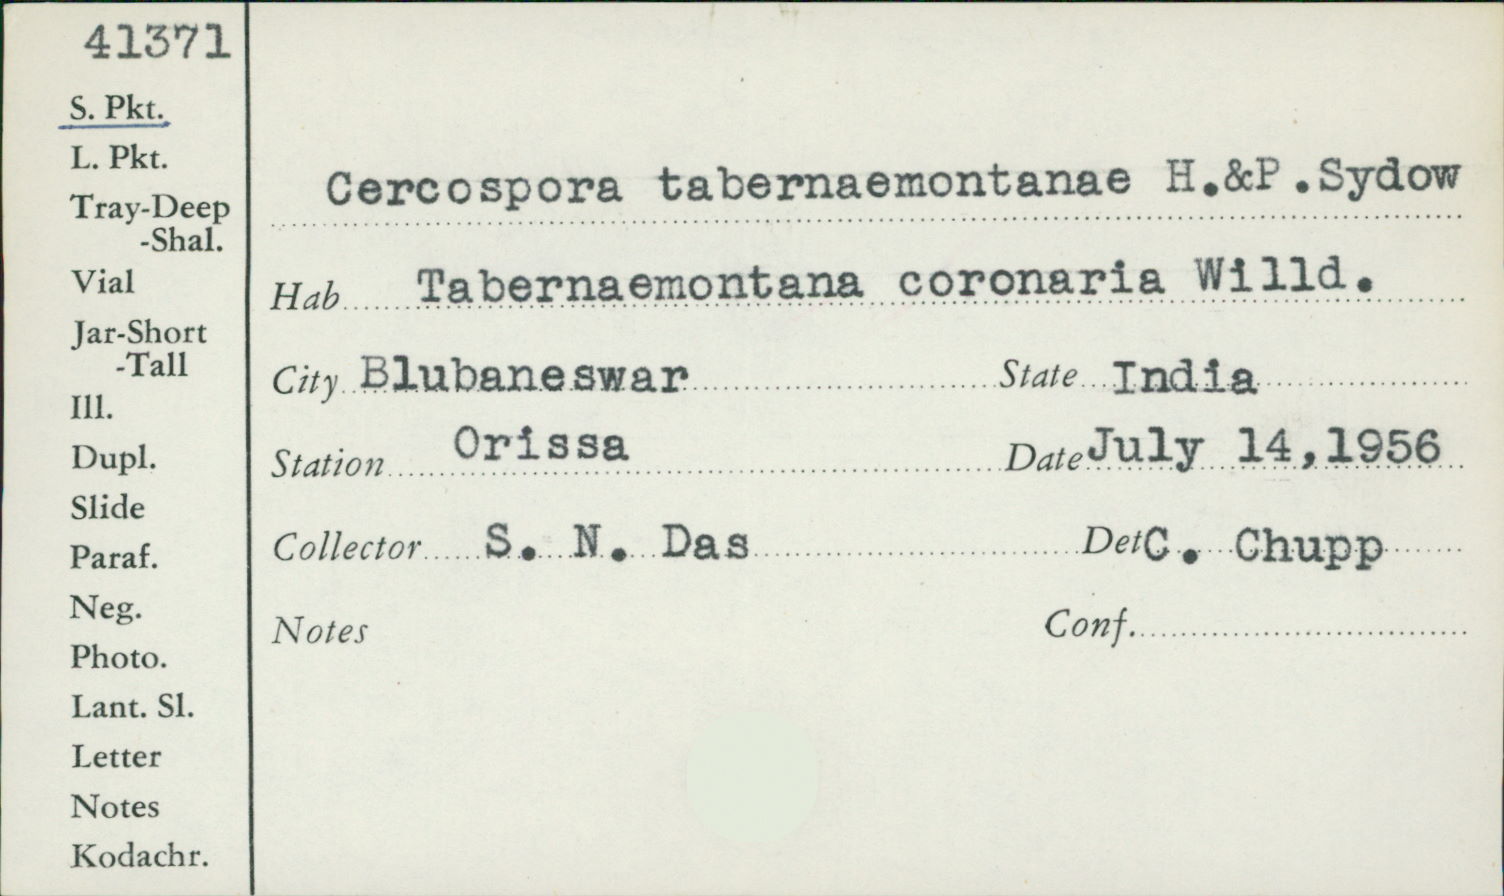 41371
S. Pkt.
L. Pkt.
Tray-Deep
-Shal.
Vial
Jar-Short
-Tall
Ill.
Dupl.
Slide
Paraf.
Neg.
Photo.
Lant. Sl.
Letter
Notes
Kodachr.
Cercospora tabernaemontanae H.&P.Sydow
Hab Tabernaemontana coronaria Willd.
City Blubaneswar State India
Station Orissa Date July 14,1956
Collector S. N. Das Det C. Chupp
Notes Conf.